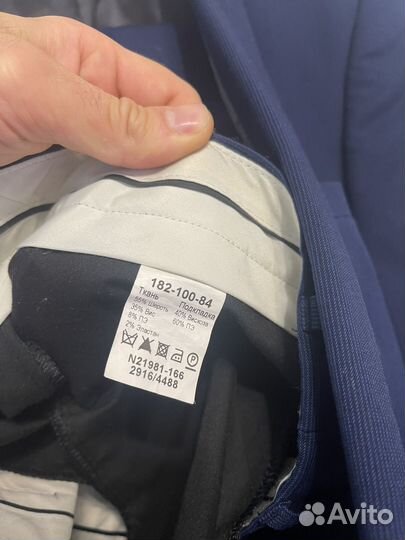 182-100-84
Ткань Подкладка
55% шерсть 40% Вискоза
35% Вис 60% ПЭ
8% ПЭ
2% Эластан
N21981-166
2916/4488
Avito